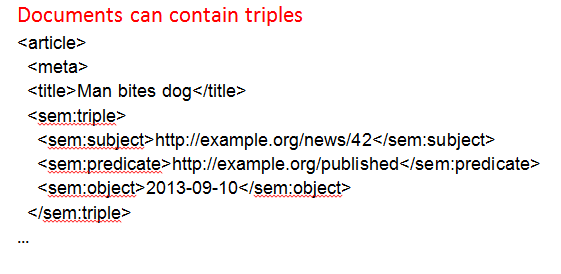 Documents can contain triples
<article>
<meta>
<title>Man bites dog</title>
<sem:triple>
<sem:subject>http://example.org/news/42</sem:subject>
<sem:predicate>http://example.org/published</sem:predicate>
<sem:object>2013-09-10</sem:object>
</sem:triple>
...